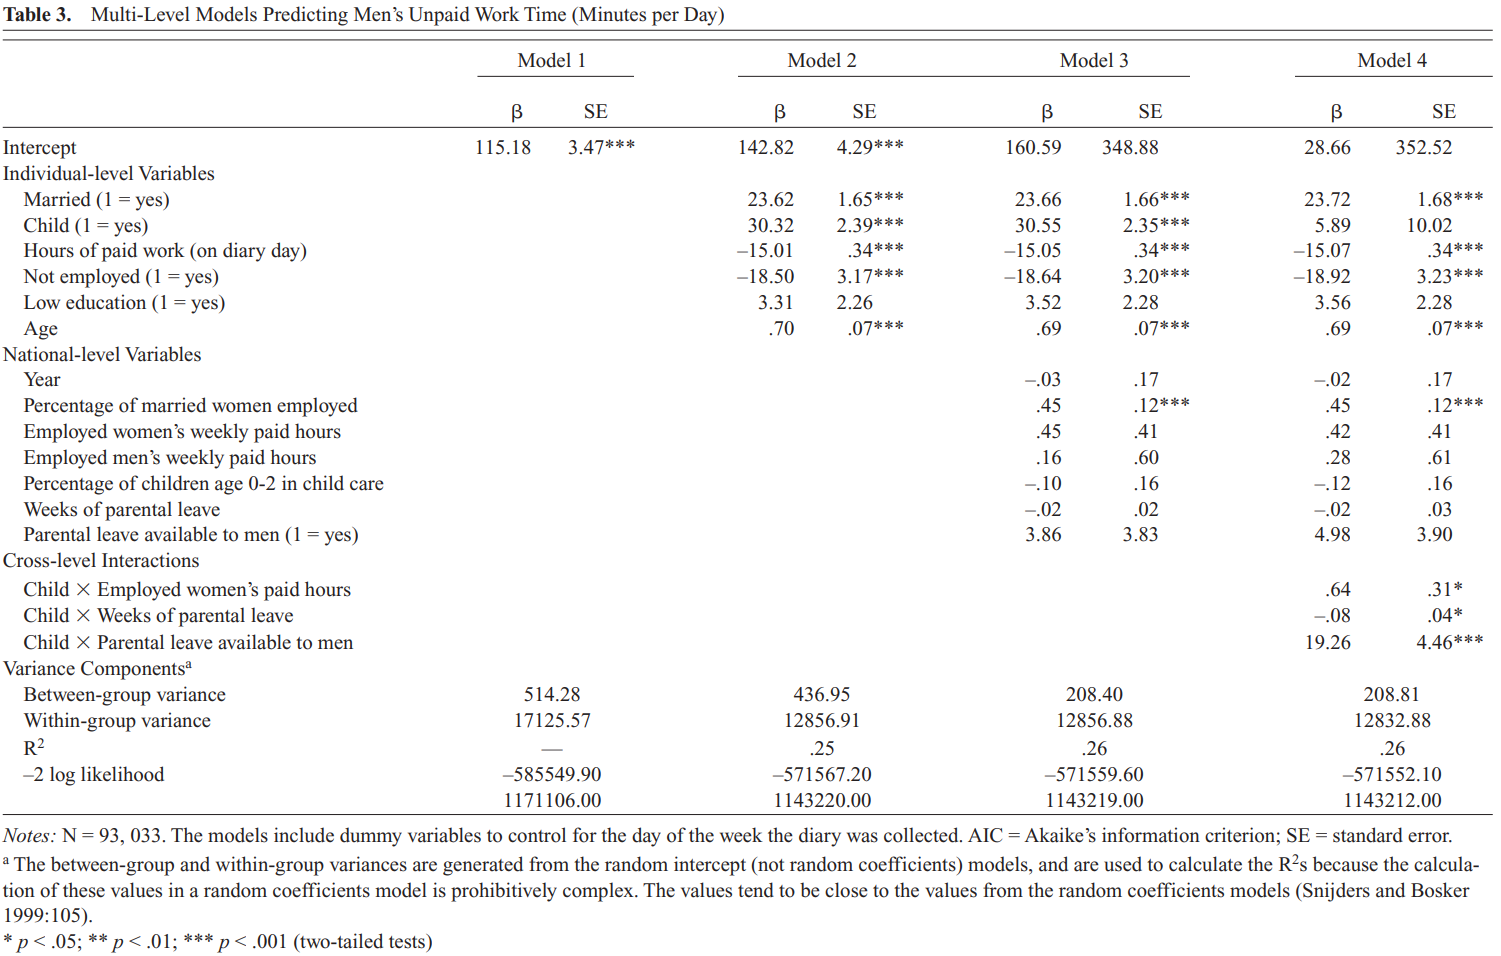 Table 3. Multi-Level Models Predicting Men's Unpaid Work Time (Minutes per Day)
Model 1 Model 2 Model 3 Model 4
β SE β SE β SE β SE
Intercept 115.18 3.47*** 142.82 4.29*** 160.59 348.88 28.66 352.52
Individual-level Variables
Married (1 = yes) 23.62 1.65*** 23.66 1.66*** 23.72 1.68***
Child (1 = yes) 30.32 2.39*** 30.55 2.35*** 5.89 10.02
Hours of paid work (on diary day) –15.01 .34*** –15.05 .34*** –15.07 .34***
Not employed (1 = yes) –18.50 3.17*** –18.64 3.20*** –18.92 3.23***
Low education (1 = yes) 3.31 2.26 3.52 2.28 3.56 2.28
Age .70 .07*** .69 .07*** .69 .07***
National-level Variables
Year –.03 .17 –.02 .17
Percentage of married women employed .45 .12*** .45 .12***
Employed women's weekly paid hours .45 .41 .42 .41
Employed men's weekly paid hours .16 .60 .28 .61
Percentage of children age 0-2 in child care –.10 .16 –.12 .16
Weeks of parental leave –.02 .02 –.02 .03
Parental leave available to men (1 = yes) 3.86 3.83 4.98 3.90
Cross-level Interactions
Child × Employed women's paid hours .64 .31*
Child × Weeks of parental leave –.08 .04*
Child × Parental leave available to men 19.26 4.46***
Variance Components^a
Between-group variance 514.28 436.95 208.40 208.81
Within-group variance 17125.57 12856.91 12856.88 12832.88
R² — .25 .26 .26
–2 log likelihood –585549.90 –571567.20 –571559.60 –571552.10
1171106.00 1143220.00 1143219.00 1143212.00
Notes: N = 93, 033. The models include dummy variables to control for the day of the week the diary was collected. AIC = Akaike's information criterion; SE = standard error.
^a The between-group and within-group variances are generated from the random intercept (not random coefficients) models, and are used to calculate the R²s because the calcula-
tion of these values in a random coefficients model is prohibitively complex. The values tend to be close to the values from the random coefficients models (Snijders and Bosker
1999:105).
* p < .05; ** p < .01; *** p < .001 (two-tailed tests)